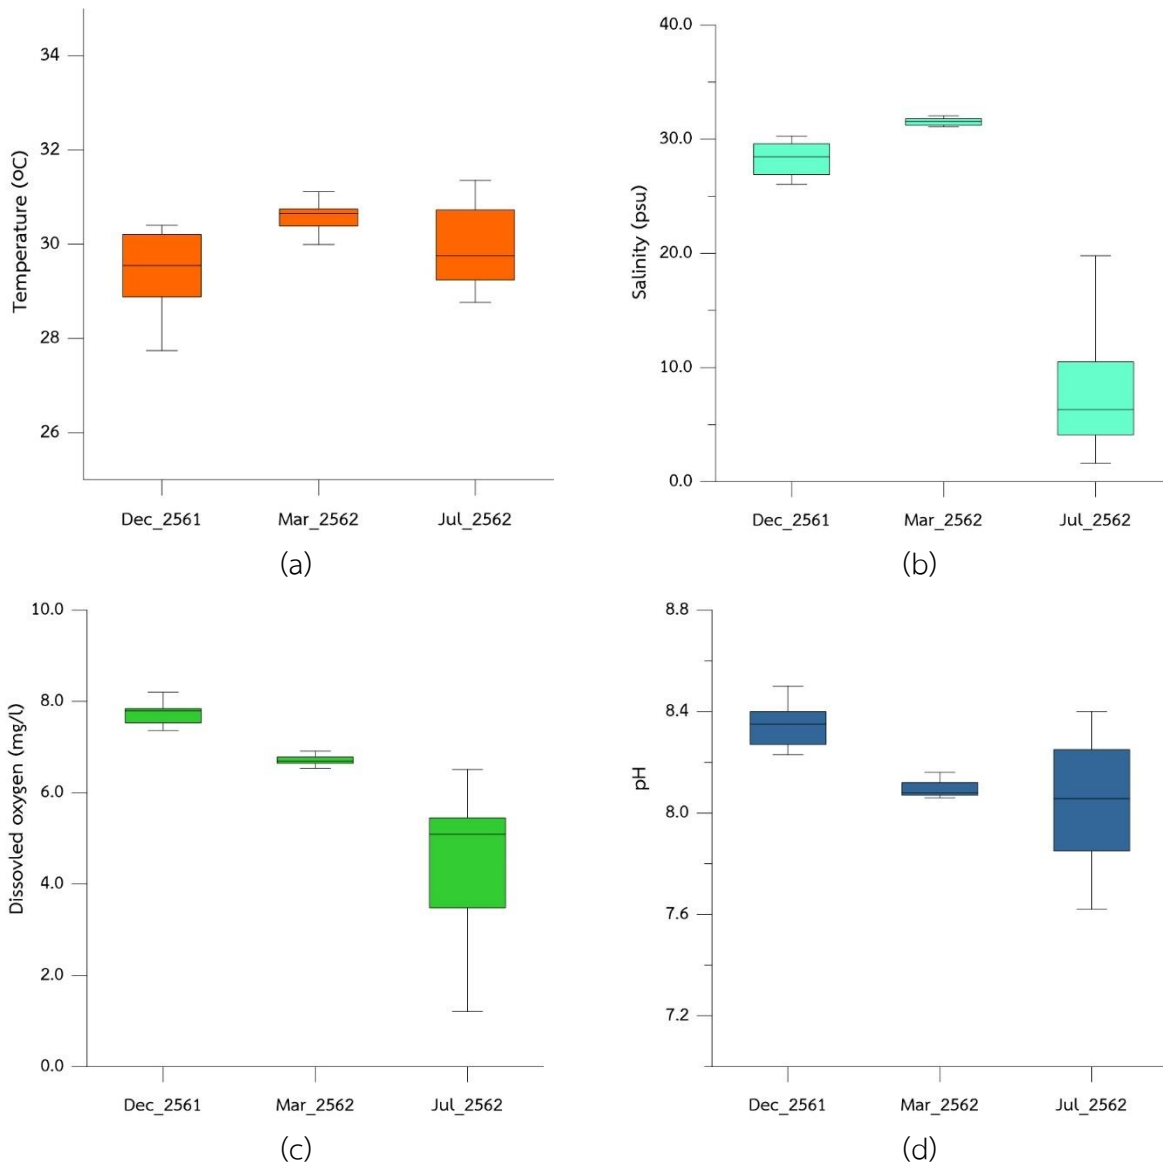 Temperature (ºC)
34
32
30
28
26
Dec_2561 Mar_2562 Jul_2562
(a)
Salinity (psu)
40.0
30.0
20.0
10.0
0.0
Dec_2561 Mar_2562 Jul_2562
(b)
Dissovled oxygen (mg/l)
10.0
8.0
6.0
4.0
2.0
0.0
Dec_2561 Mar_2562 Jul_2562
(c)
pH
8.8
8.4
8.0
7.6
7.2
Dec_2561 Mar_2562 Jul_2562
(d)